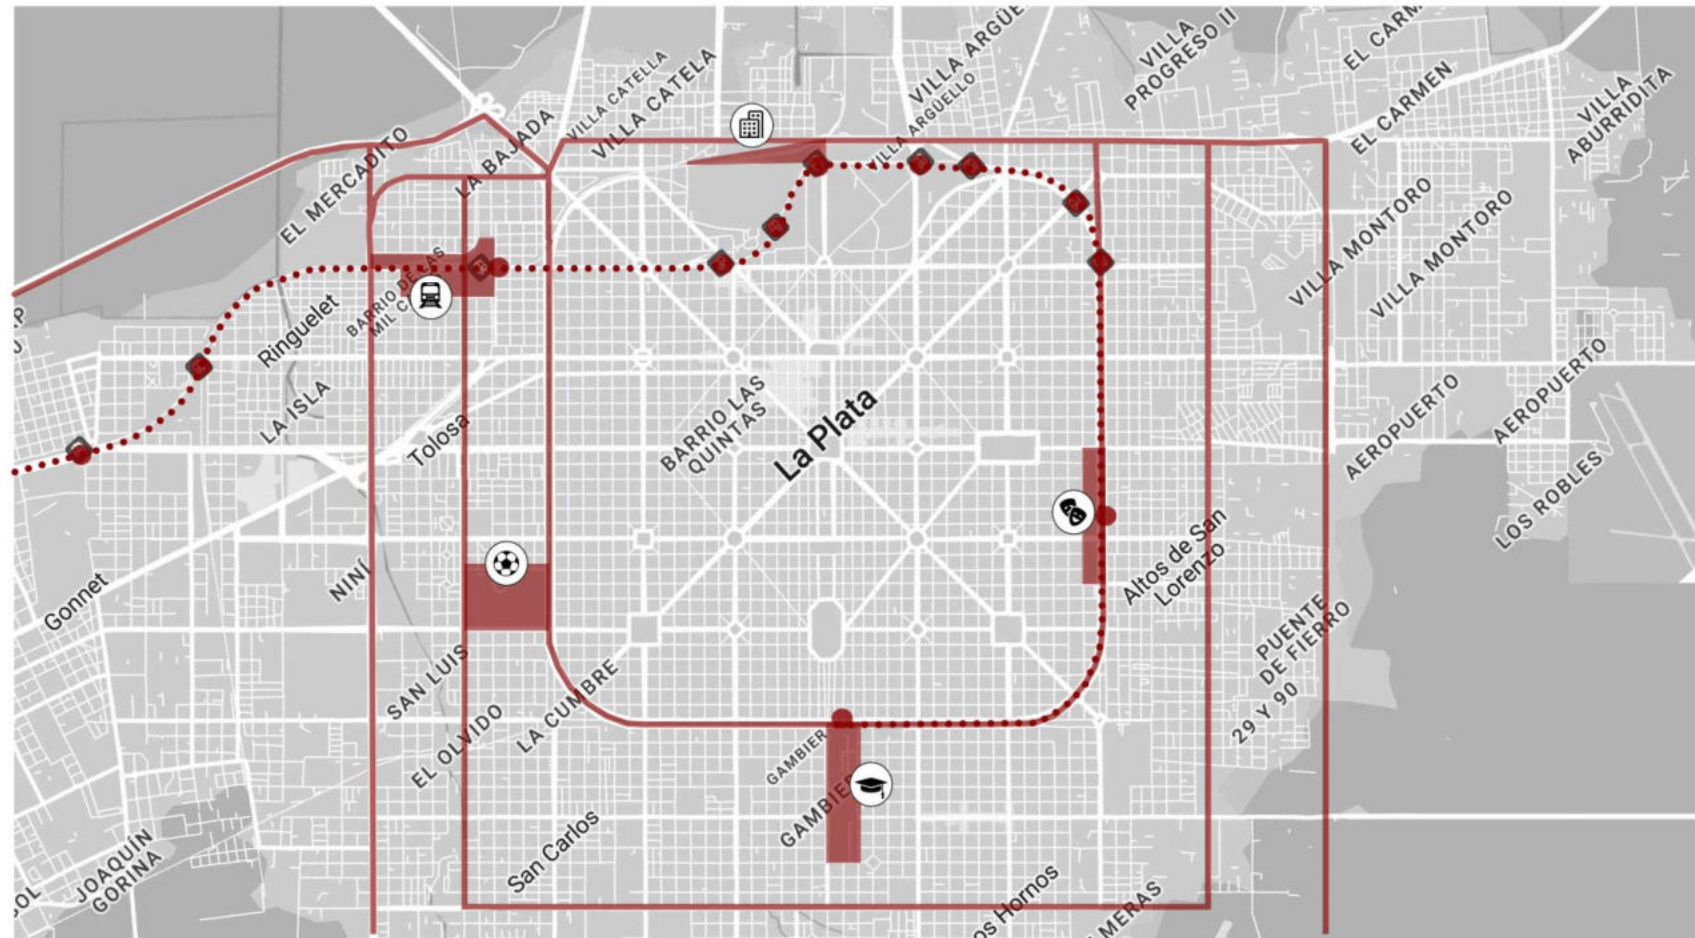 VILLA CATELLA
VILLA CATELA
VILLA ARGÜE
VILLA ARGÜELLO
VILLA
PROGRESO II
EL CARM
EL CARMEN
VILLA
ABURRIDITA
EL MERCADITO
LA BAJADA
VILLA MONTORO
VILLA MONTORO
BARRIO DE LAS
MIL C
Ringuelet
LA ISLA
Tolosa
BARRIO LAS
QUINTAS
La Plata
AEROPUERTO
AEROPUERTO
LOS ROBLES
Gonnet
NINÍ
Altos de San
Lorenzo
PUENTE
DE FIERRO
29 Y 90
SAN LUIS
EL OLVIDO
LA CUMBRE
GAMBIER
GAMBIER
San Carlos
JOAQUÍN
GORINA
OL
os Hornos
MERAS